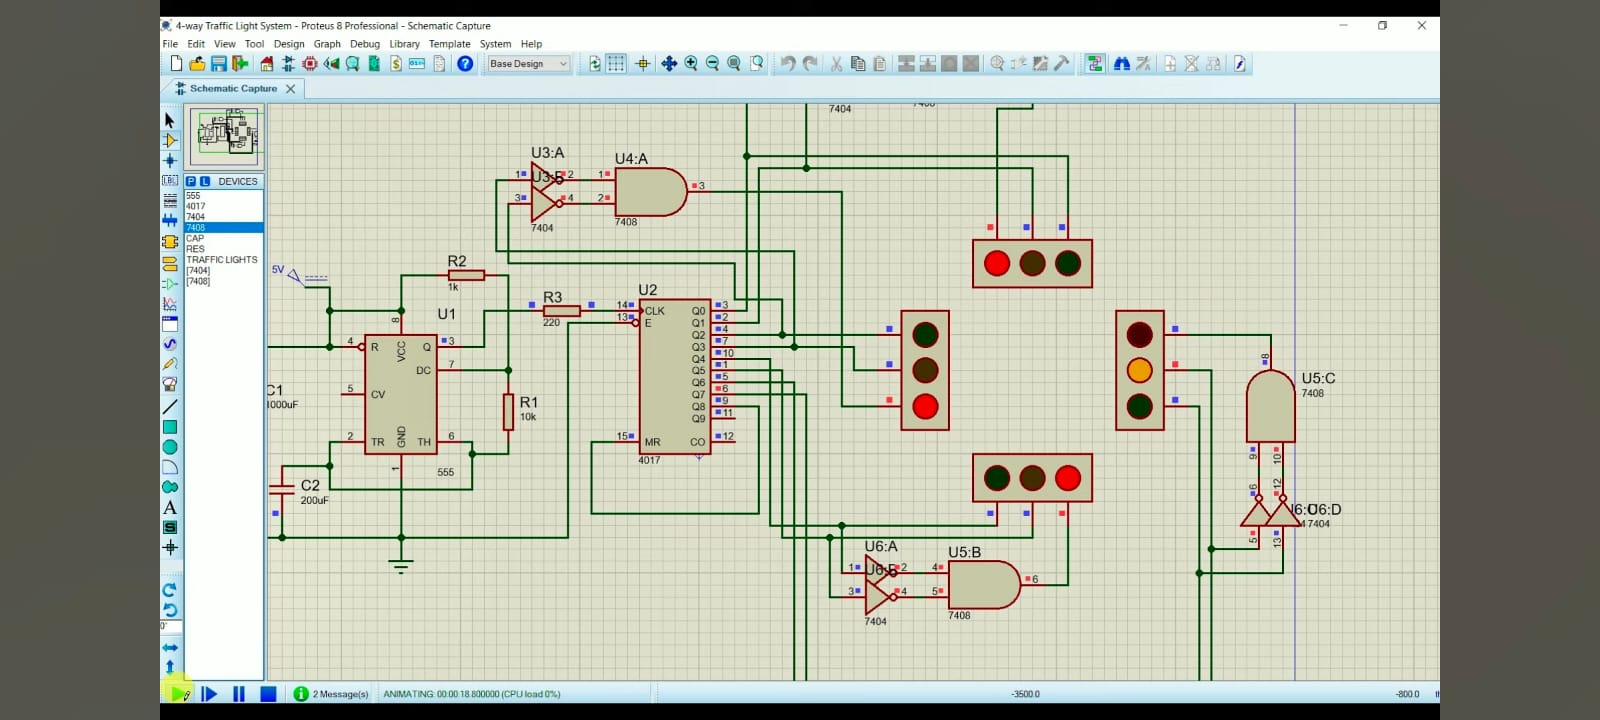 4-way Traffic Light System - Proteus 8 Professional - Schematic Capture
File Edit View Tool Design Graph Debug Library Template System Help
Base Design
Schematic Capture
P L DEVICES
555
4017
7404
7408
CAP
RES
TRAFFIC LIGHTS
[7404]
[7408]
7404
U3:A
U4:A
1 2 1
3
3 4 2
7404
7408
5V
R2
1k
U1
R3
220
U2
8
4 R VCC Q 3
DC 7
5 CV
2 TR GND TH 6
1
555
R1
10k
C1
1000uF
C2
200uF
14 CLK
13 E
15 MR
4017
Q0 3
Q1 2
Q2 4
Q3 7
Q4 10
Q5 1
Q6 5
Q7 6
Q8 9
Q9 11
CO 12
8
U5:C
7408
9 10
6 12
U6:D
7404
5 13
U6:A
U5:B
1 2 4
6
3 4 5
7404
7408
2 Message(s)
ANIMATING: 00:00:18.800000 (CPU load 0%)
-3500.0
-800.0
th